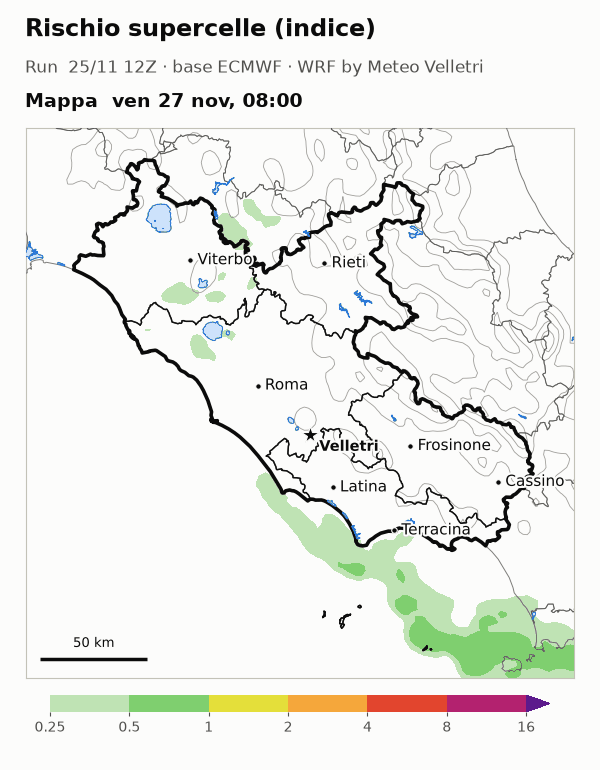 Rischio supercelle (indice)
Run  25/11 12Z · base ECMWF · WRF by Meteo Velletri
Mappa  ven 27 nov, 08:00
Viterbo
Rieti
Roma
Velletri
Frosinone
Cassino
Latina
Terracina
50 km
0.25 0.5 1 2 4 8 16